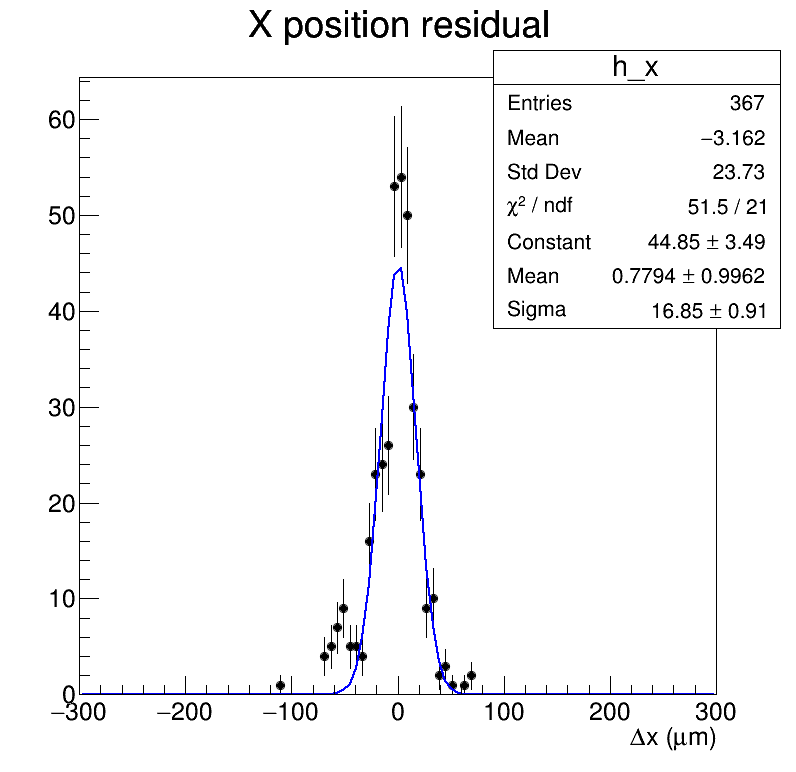 X position residual
h_x
Entries 367
Mean −3.162
Std Dev 23.73
χ² / ndf 51.5 / 21
Constant 44.85 ± 3.49
Mean 0.7794 ± 0.9962
Sigma 16.85 ± 0.91
60
50
40
30
20
10
0
−300 −200 −100 0 100 200 300
Δx (μm)